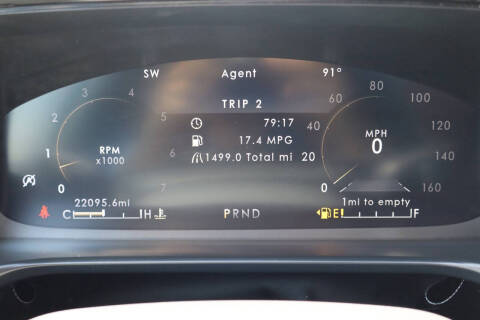 SW Agent 91°
TRIP 2
79:17
17.4 MPG
1499.0 Total mi
0 1 2 3 4 5 6 7
RPM
x1000
0 20 40 60 80 100 120 140 160
MPH
0
22095.6mi
C H
PRND
1mi to empty
E F